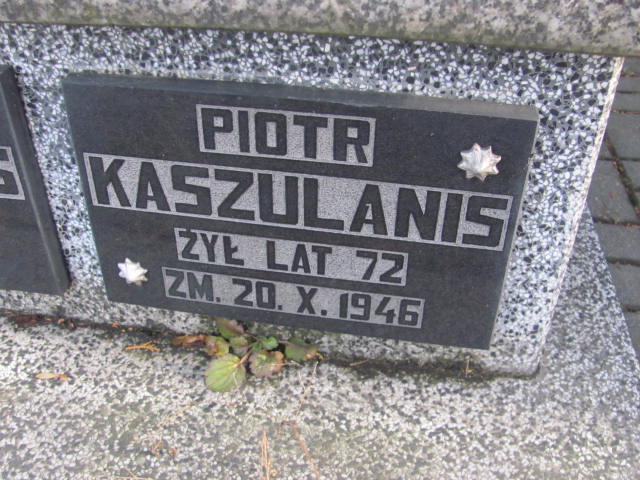 PIOTR
KASZULANIS
ŻYŁ LAT 72
ZM. 20. X. 1946